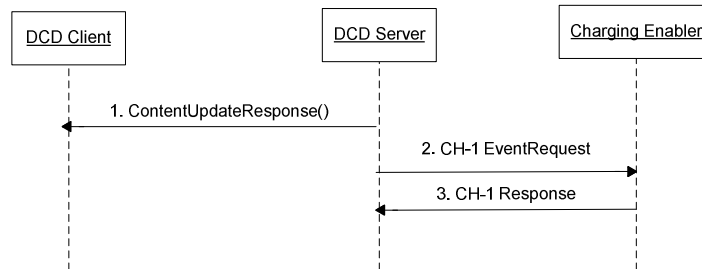 DCD Client
DCD Server
Charging Enabler
1. ContentUpdateResponse()
2. CH-1 EventRequest
3. CH-1 Response